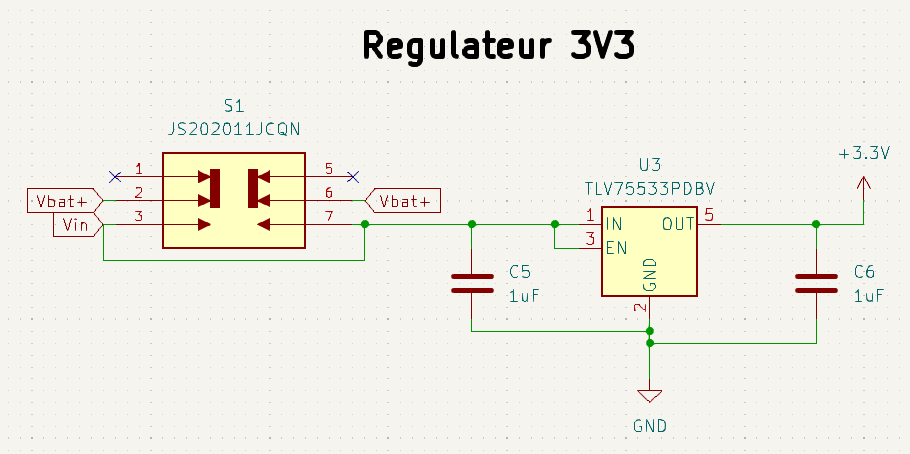 Regulateur 3V3
S1
JS202011JCQN
1
5
Vbat+
2
6
Vbat+
Vin
3
7
U3
TLV75533PDBV
+3.3V
1
IN
OUT
5
3
EN
GND
2
C5
1uF
C6
1uF
GND